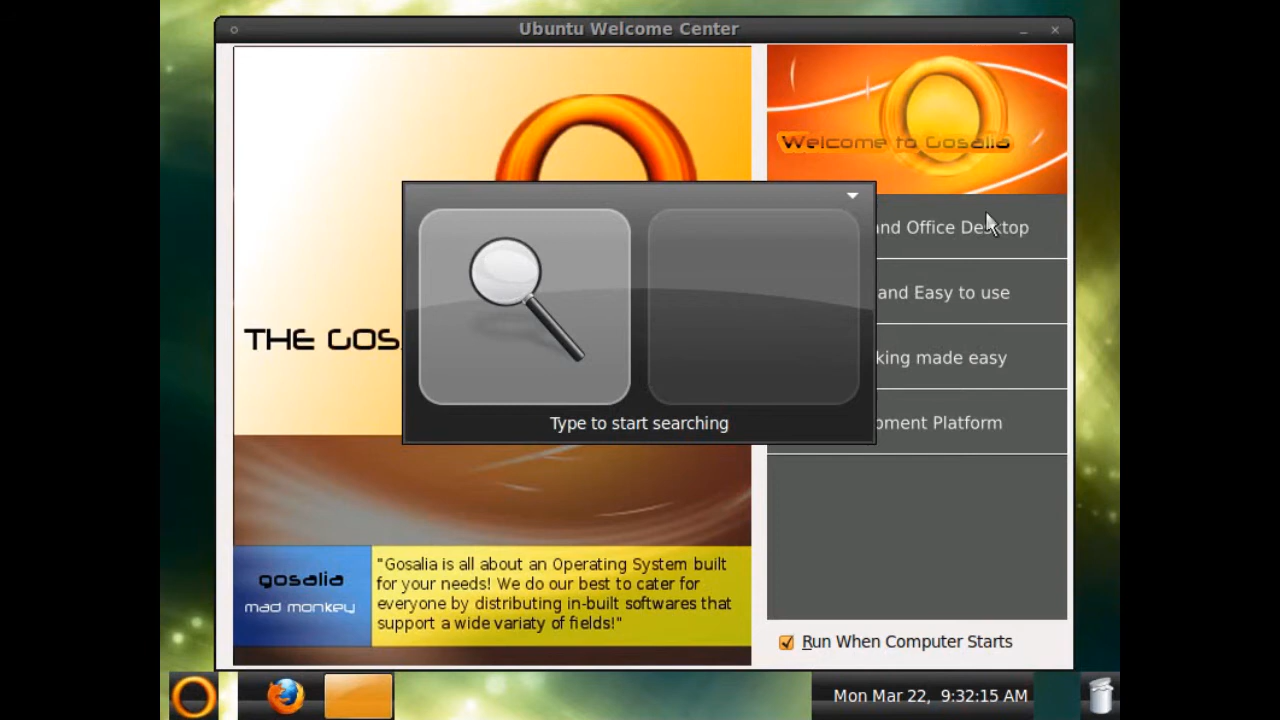 Ubuntu Welcome Center
Welcome to Gosalia
and Office Desktop
and Easy to use
king made easy
pment Platform
THE GOS
Type to start searching
gosalia
mad monkey
"Gosalia is all about an Operating System built
for your needs! We do our best to cater for
everyone by distributing in-built softwares that
support a wide variaty of fields!"
Run When Computer Starts
Mon Mar 22, 9:32:15 AM